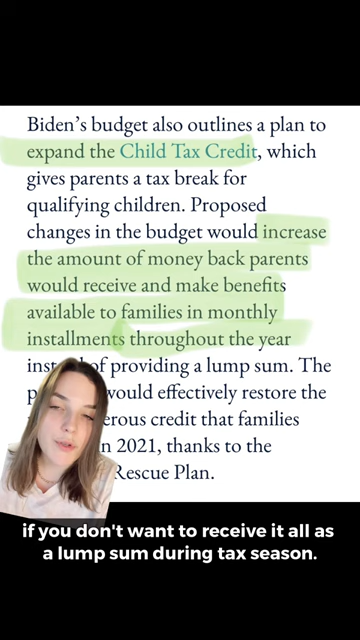 Biden's budget also outlines a plan to
expand the Child Tax Credit, which
gives parents a tax break for
qualifying children. Proposed
changes in the budget would increase
the amount of money back parents
would receive and make benefits
available to families in monthly
installments throughout the year
of providing a lump sum. The
would effectively restore the
credit that families
in 2021, thanks to the
Rescue Plan.
if you don't want to receive it all as
a lump sum during tax season.